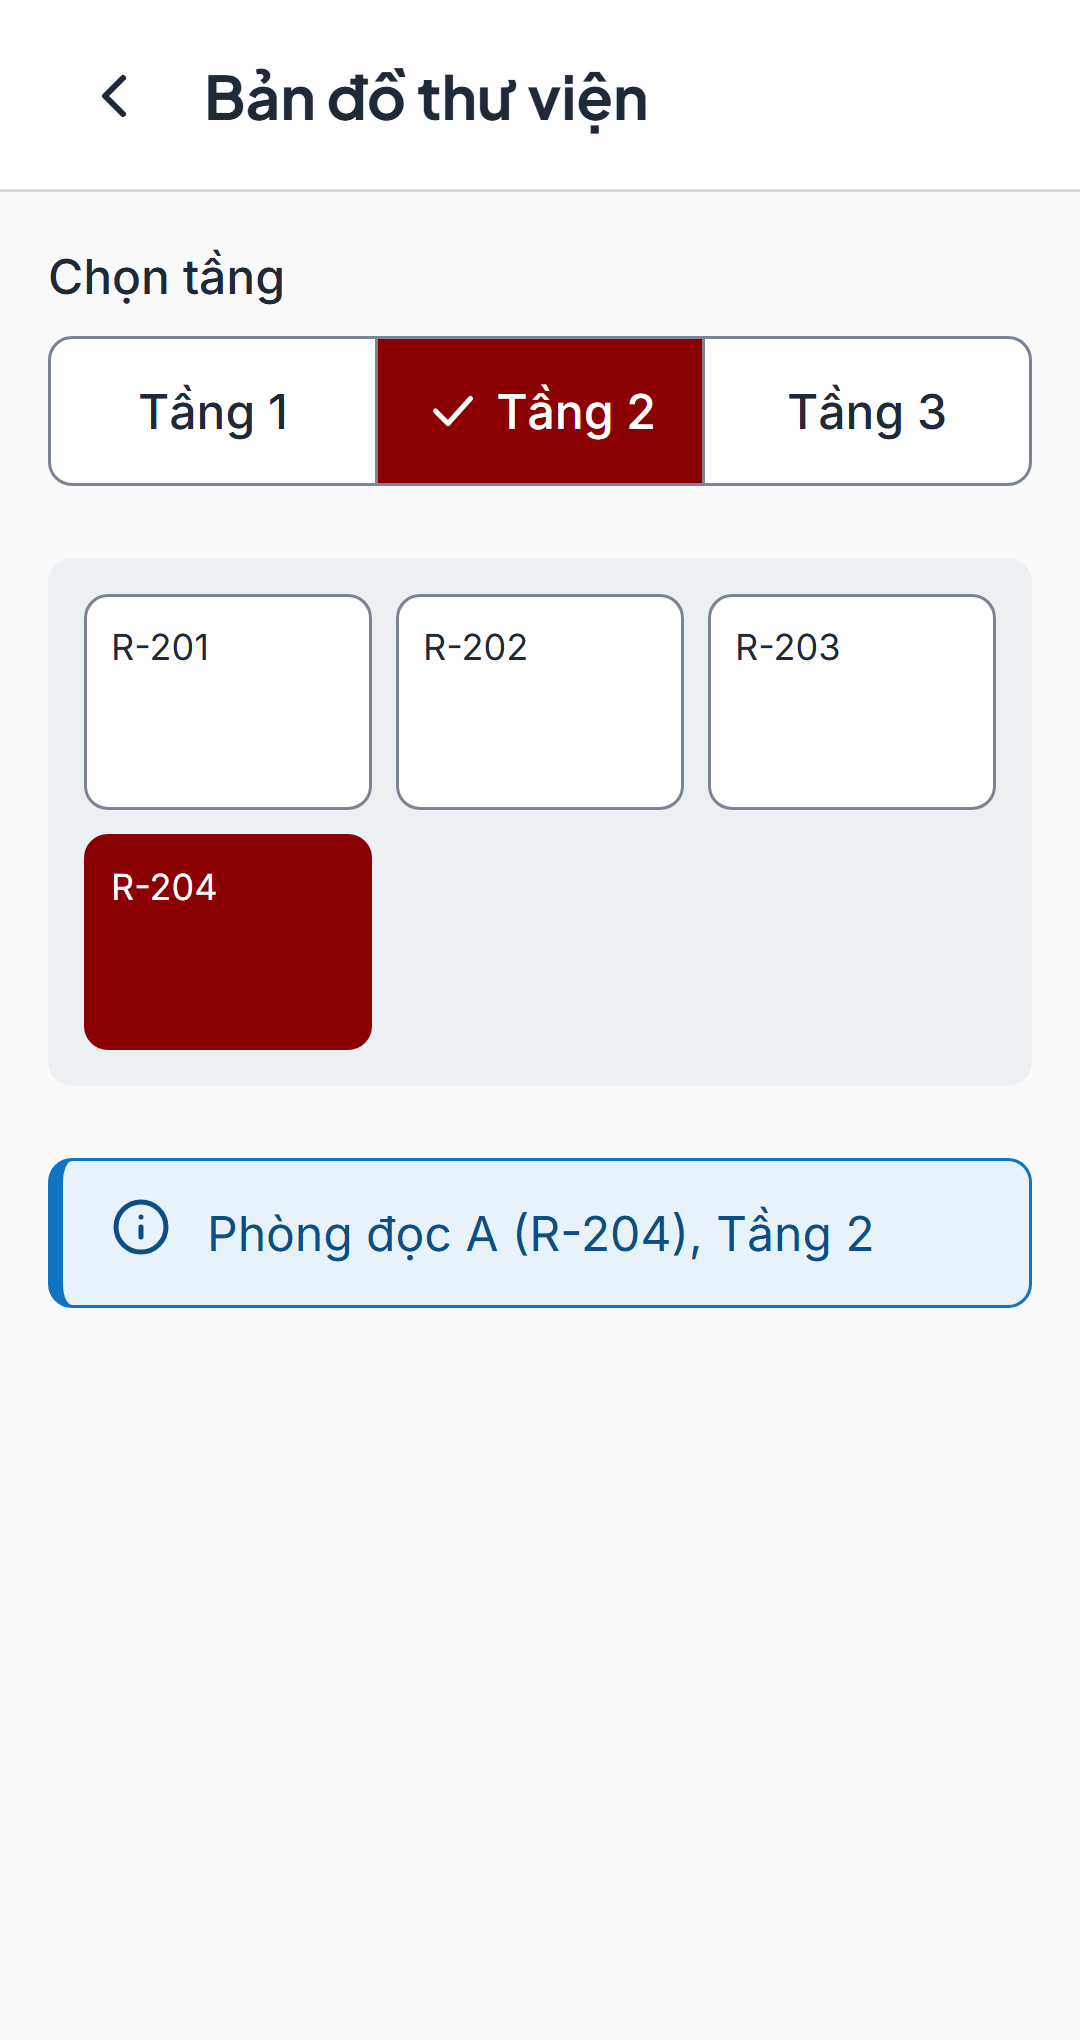 Bản đồ thư viện
Chọn tầng
Tầng 1
Tầng 2
Tầng 3
R-201
R-202
R-203
R-204
Phòng đọc A (R-204), Tầng 2